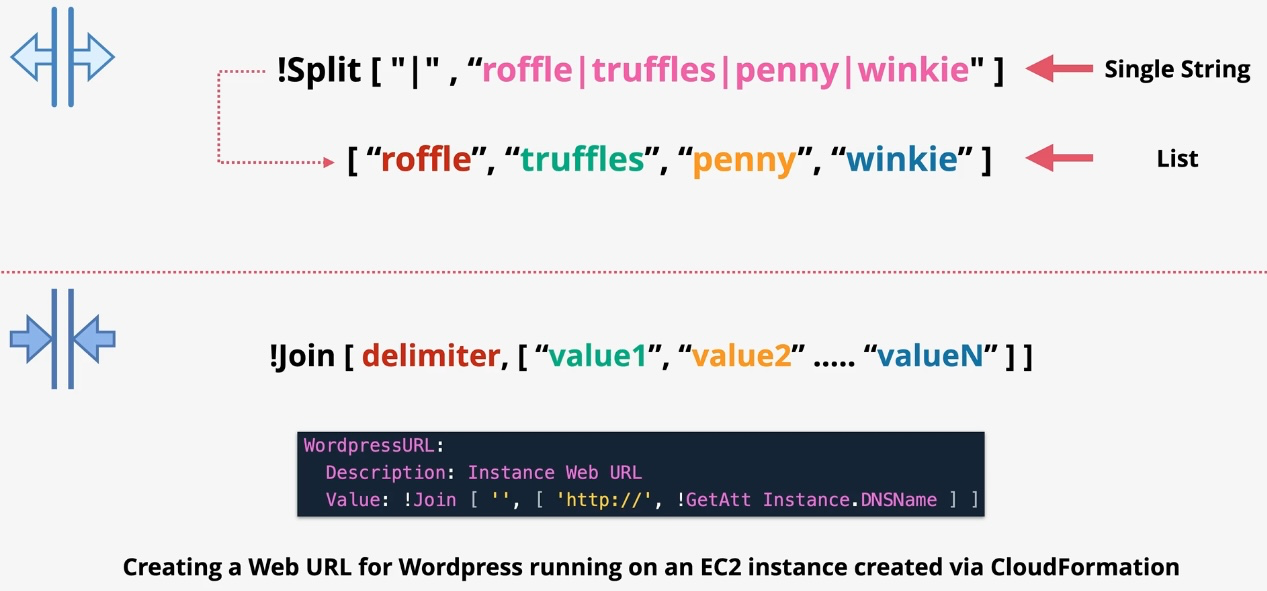 !Split [ "|" , “roffle|truffles|penny|winkie" ] Single String
[ “roffle”, “truffles”, “penny”, “winkie” ] List
!Join [ delimiter, [ “value1”, “value2” ..... “valueN” ] ]
WordpressURL:
Description: Instance Web URL
Value: !Join [ '', [ 'http://', !GetAtt Instance.DNSName ] ]
Creating a Web URL for Wordpress running on an EC2 instance created via CloudFormation